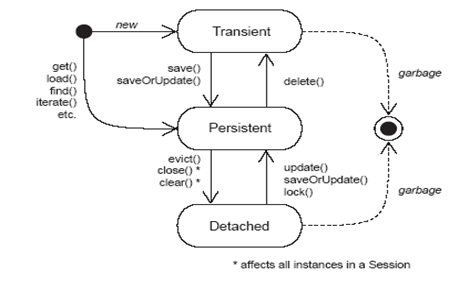 new
Transient
get()
load()
find()
iterate()
etc.
save()
saveOrUpdate()
delete()
garbage
Persistent
evict()
close() *
clear() *
update()
saveOrUpdate()
lock()
garbage
Detached
* affects all instances in a Session